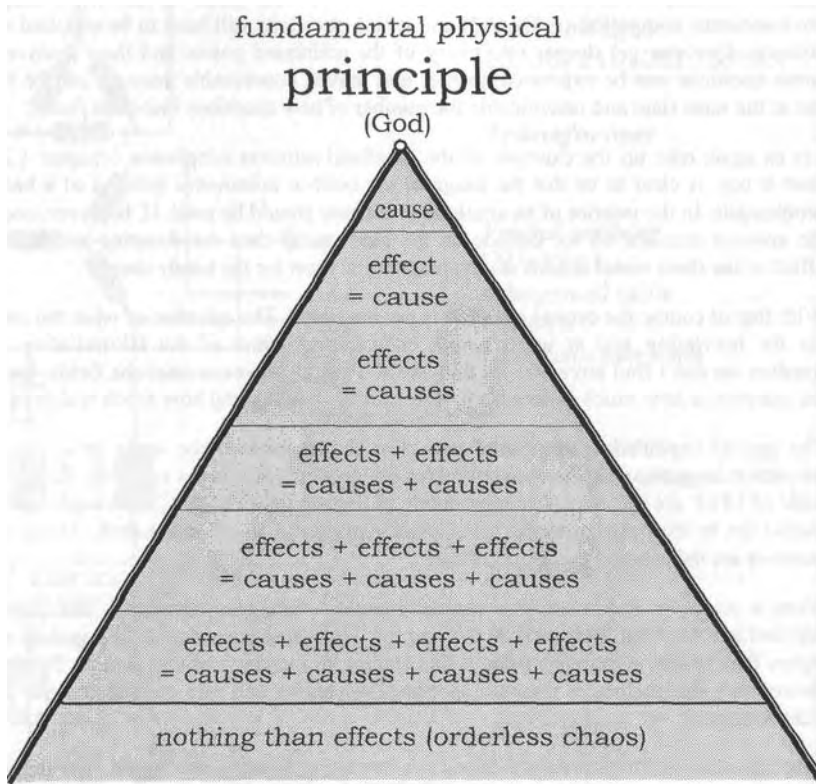 fundamental physical
principle
(God)
cause
effect
= cause
effects
= causes
effects + effects
= causes + causes
effects + effects + effects
= causes + causes + causes
effects + effects + effects + effects
= causes + causes + causes + causes
nothing than effects (orderless chaos)